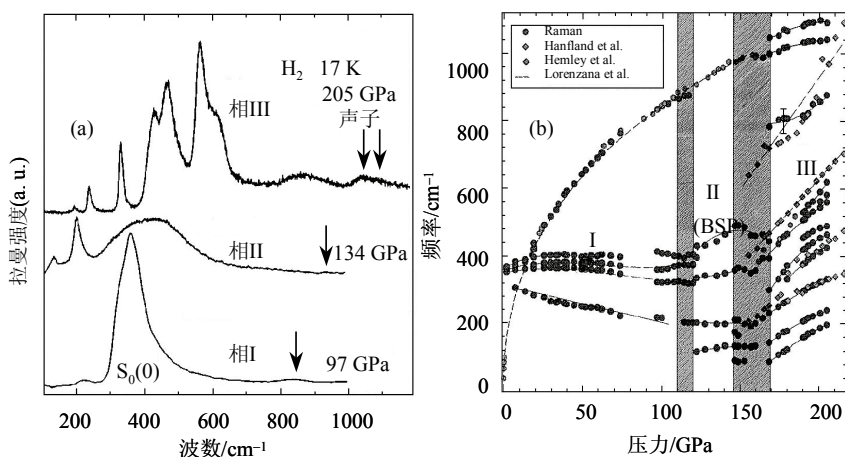 H₂ 17 K
205 GPa
相III
声子
(a)
拉曼强度(a. u.)
相II
134 GPa
相I
97 GPa
S₀(0)
200 400 600 800 1000
波数/cm⁻¹
Raman
Hanfland et al.
Hemley et al.
Lorenzana et al.
(b)
1000
800
600
400
200
0
频率/cm⁻¹
I
II
(BSP)
III
0 50 100 150 200
压力/GPa